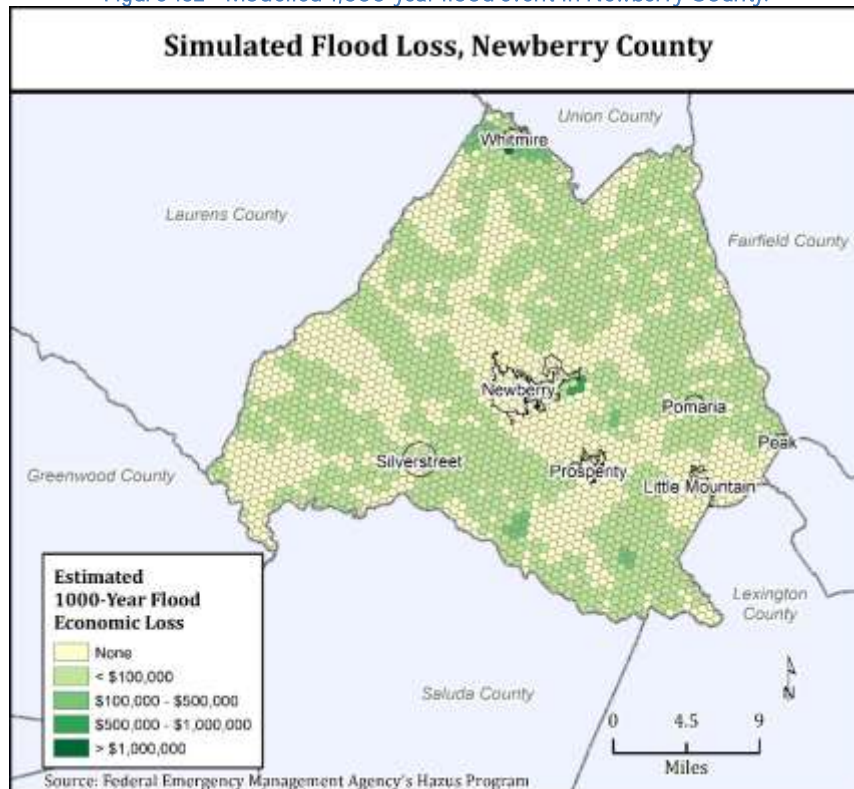 Modelled 1,000-year flood event in Newberry County.
Simulated Flood Loss, Newberry County
Union County
Whitmire
Laurens County
Fairfield County
Newberry
Pomaria
Peak
Silverstreet
Prosperity
Greenwood County
Little Mountain
Estimated
1000-Year Flood
Economic Loss
None
< $100,000
$100,000 - $500,000
$500,000 - $1,000,000
> $1,000,000
Lexington
County
Saluda County
N
0 4.5 9
Miles
Source: Federal Emergency Management Agency's Hazus Program